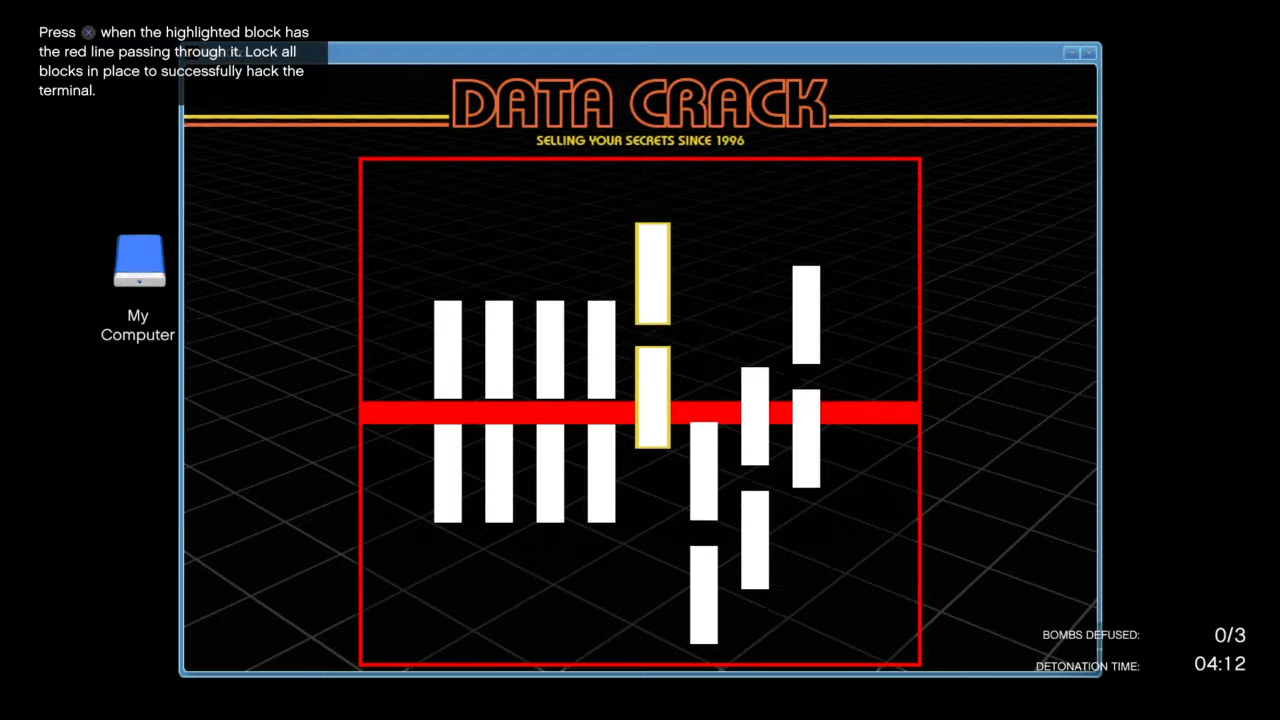 Press ⊗ when the highlighted block has
the red line passing through it. Lock all
blocks in place to successfully hack the
terminal.
DATA CRACK
SELLING YOUR SECRETS SINCE 1996
My
Computer
BOMBS DEFUSED: 0/3
DETONATION TIME: 04:12